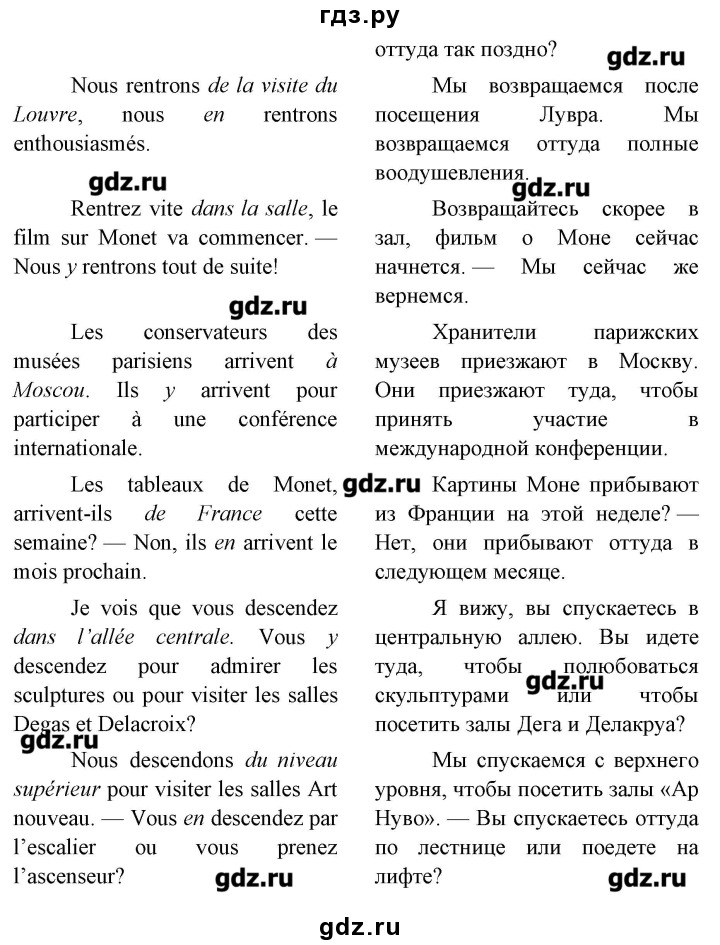 гдз.ру
оттуда так поздно?
gdz.ru
Nous rentrons de la visite du
Louvre, nous en rentrons
enthousiasmés.
Мы возвращаемся после
посещения Лувра. Мы
возвращаемся оттуда полные
воодушевления.
gdz.ru
gdz.ru
Rentrez vite dans la salle, le
film sur Monet va commencer. —
Nous y rentrons tout de suite!
Возвращайтесь скорее в
зал, фильм о Моне сейчас
начнется. — Мы сейчас же
вернемся.
gdz.ru
Les conservateurs des
musées parisiens arrivent à
Moscou. Ils y arrivent pour
participer à une conférence
internationale.
Хранители парижских
музеев приезжают в Москву.
Они приезжают туда, чтобы
принять участие в
международной конференции.
Les tableaux de Monet,
arrivent-ils de France cette
semaine? — Non, ils en arrivent le
mois prochain.
gdz.ru
Картины Моне прибывают
из Франции на этой неделе? —
Нет, они прибывают оттуда в
следующем месяце.
Je vois que vous descendez
dans l’allée centrale. Vous y
descendez pour admirer les
sculptures ou pour visiter les salles
Degas et Delacroix?
Я вижу, вы спускаетесь в
центральную аллею. Вы идете
туда, чтобы полюбоваться
скульптурами или чтобы
посетить залы Дега и Делакруа?
gdz.ru
gdz.ru
Nous descendons du niveau
supérieur pour visiter les salles Art
nouveau. — Vous en descendez par
l’escalier ou vous prenez
l’ascenseur?
Мы спускаемся с верхнего
уровня, чтобы посетить залы «Ар
Нуво». — Вы спускаетесь оттуда
по лестнице или поедете на
лифте?
gdz.ru
gdz.ru
gdz.ru